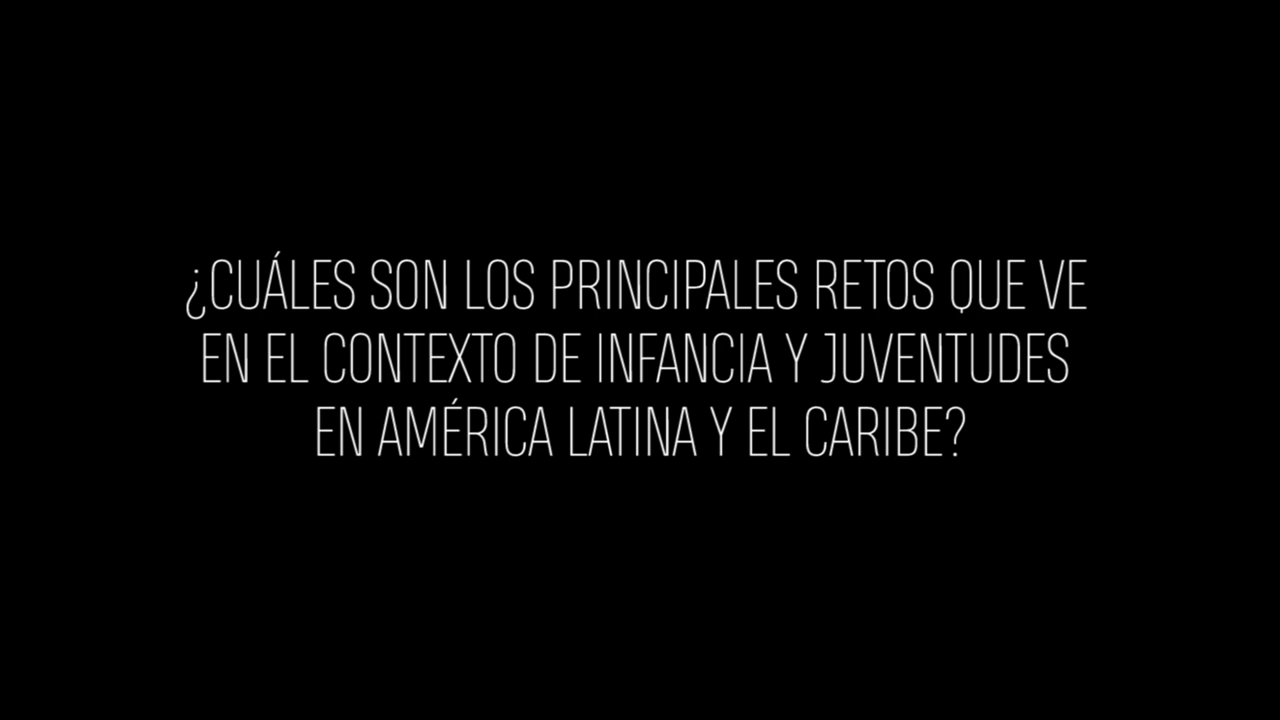 ¿CUÁLES SON LOS PRINCIPALES RETOS QUE VE
EN EL CONTEXTO DE INFANCIA Y JUVENTUDES
EN AMÉRICA LATINA Y EL CARIBE?